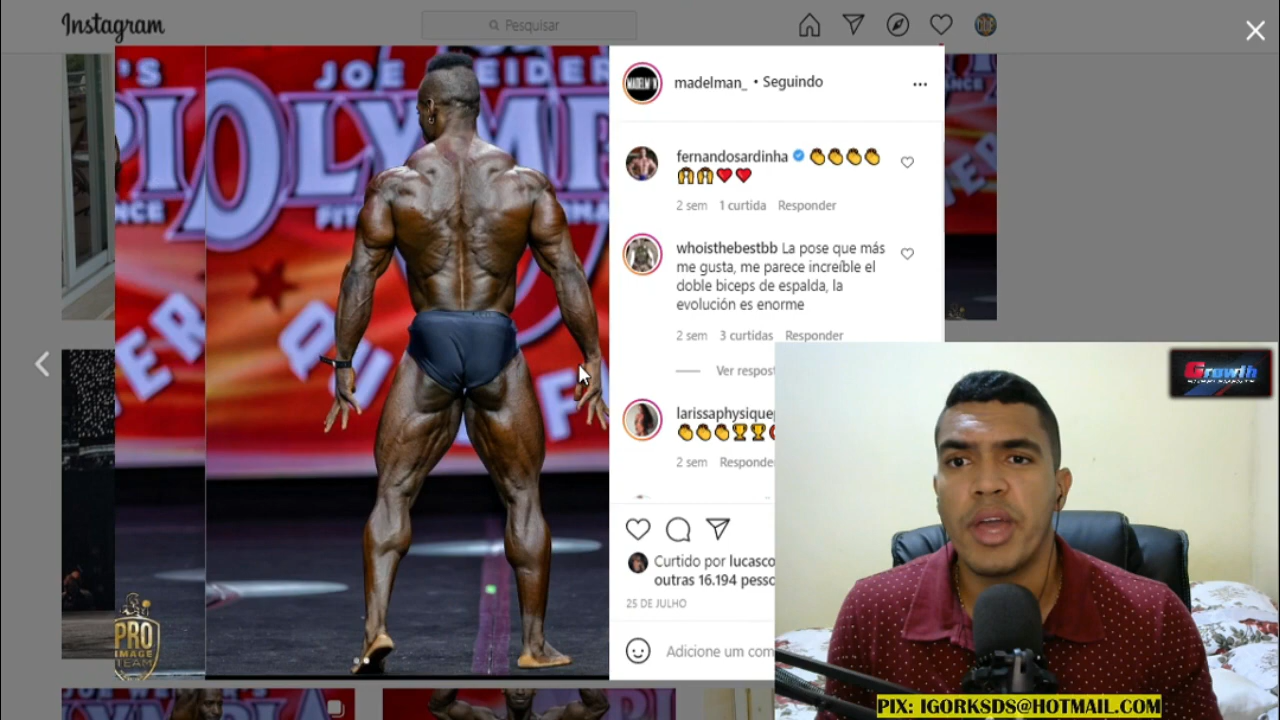 Instagram
Pesquisar
madelman_ • Seguindo
fernandosardinha 👏👏👏👏
🙌🙌❤️❤️
2 sem 1 curtida Responder
whoisthebestbb La pose que más
me gusta, me parece increíble el
doble biceps de espalda, la
evolución es enorme
2 sem 3 curtidas Responder
Ver respost
larissaphysiquep
👏👏👏🏆🏆
2 sem Responde
Curtido por lucasco
outras 16.194 pesso
25 DE JULHO
Adicione um com
JOE WEIDER
OLYMPI
PRO
IMAGE
TEAM
Growth
PIX: IGORKSDS@HOTMAIL.COM